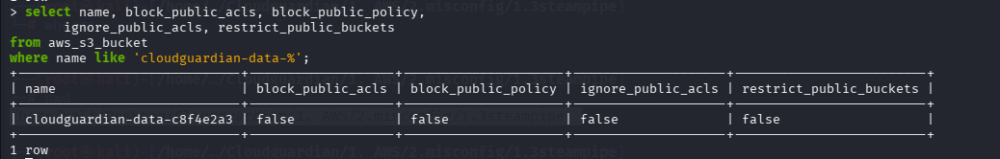 > select name, block_public_acls, block_public_policy,
ignore_public_acls, restrict_public_buckets
from aws_s3_bucket
where name like 'cloudguardian-data-%';
+-----------------------------+--------------------+---------------------+---------------------+-------------------------+
| name | block_public_acls | block_public_policy | ignore_public_acls | restrict_public_buckets |
+-----------------------------+--------------------+---------------------+---------------------+-------------------------+
| cloudguardian-data-c8f4e2a3 | false | false | false | false |
+-----------------------------+--------------------+---------------------+---------------------+-------------------------+
1 row